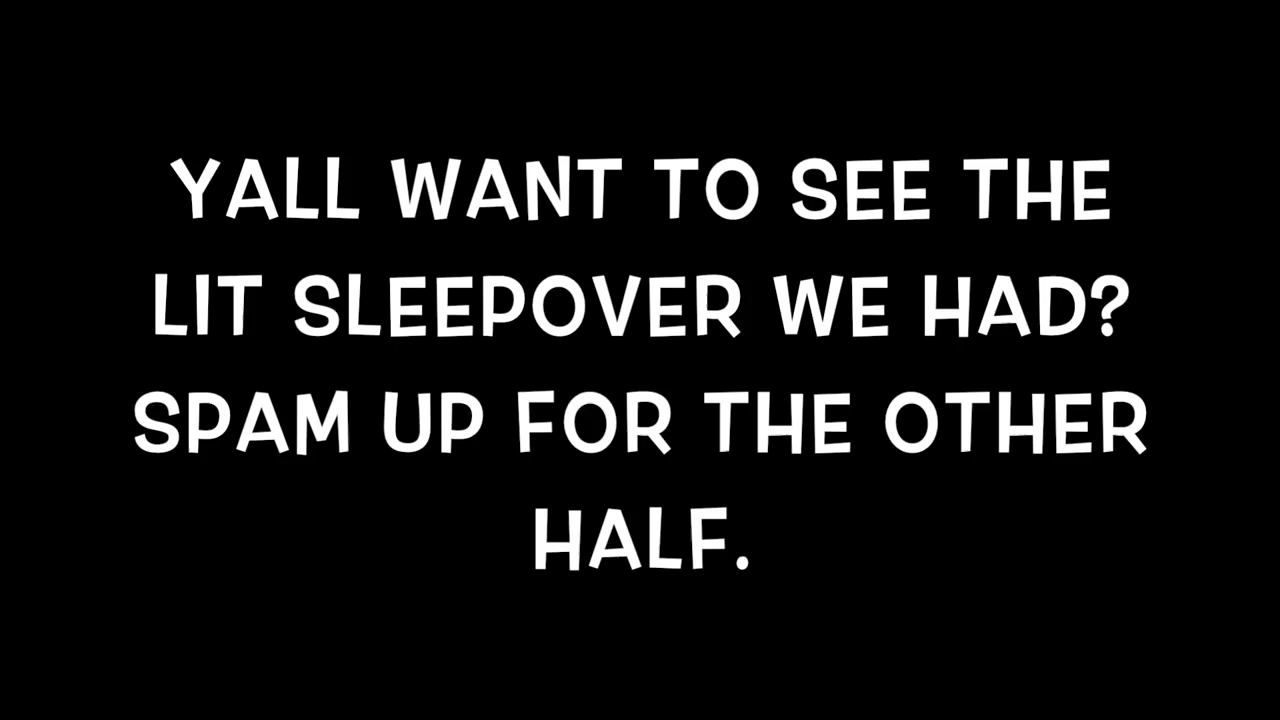 YALL WANT TO SEE THE
LIT SLEEPOVER WE HAD?
SPAM UP FOR THE OTHER
HALF.